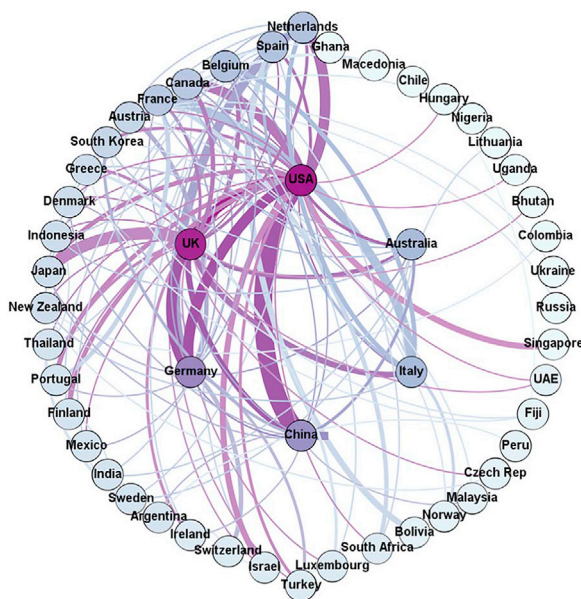 Netherlands
Spain
Ghana
Belgium
Macedonia
Canada
Chile
France
Hungary
Austria
Nigeria
South Korea
Lithuania
Greece
Uganda
USA
Denmark
Bhutan
Indonesia
UK
Australia
Colombia
Japan
Ukraine
New Zealand
Russia
Thailand
Singapore
Portugal
Germany
Italy
UAE
Finland
Fiji
Mexico
China
Peru
India
Czech Rep
Sweden
Malaysia
Argentina
Norway
Ireland
Bolivia
Switzerland
South Africa
Israel
Luxembourg
Turkey